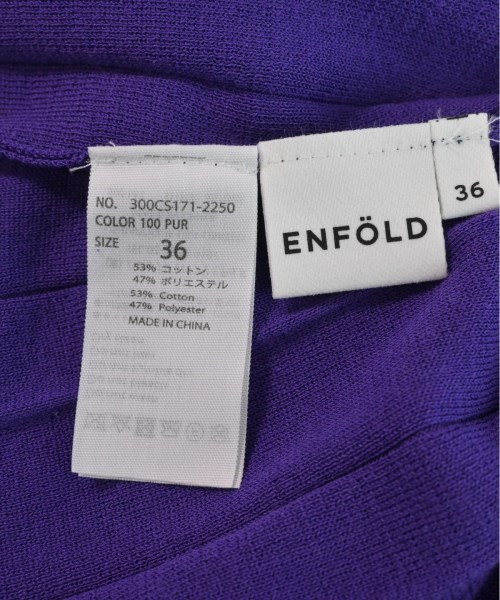 NO. 300CS171-2250
COLOR 100 PUR
SIZE 36
53% コットン
47% ポリエステル
53% Cotton
47% Polyester
MADE IN CHINA
ENFÖLD
36